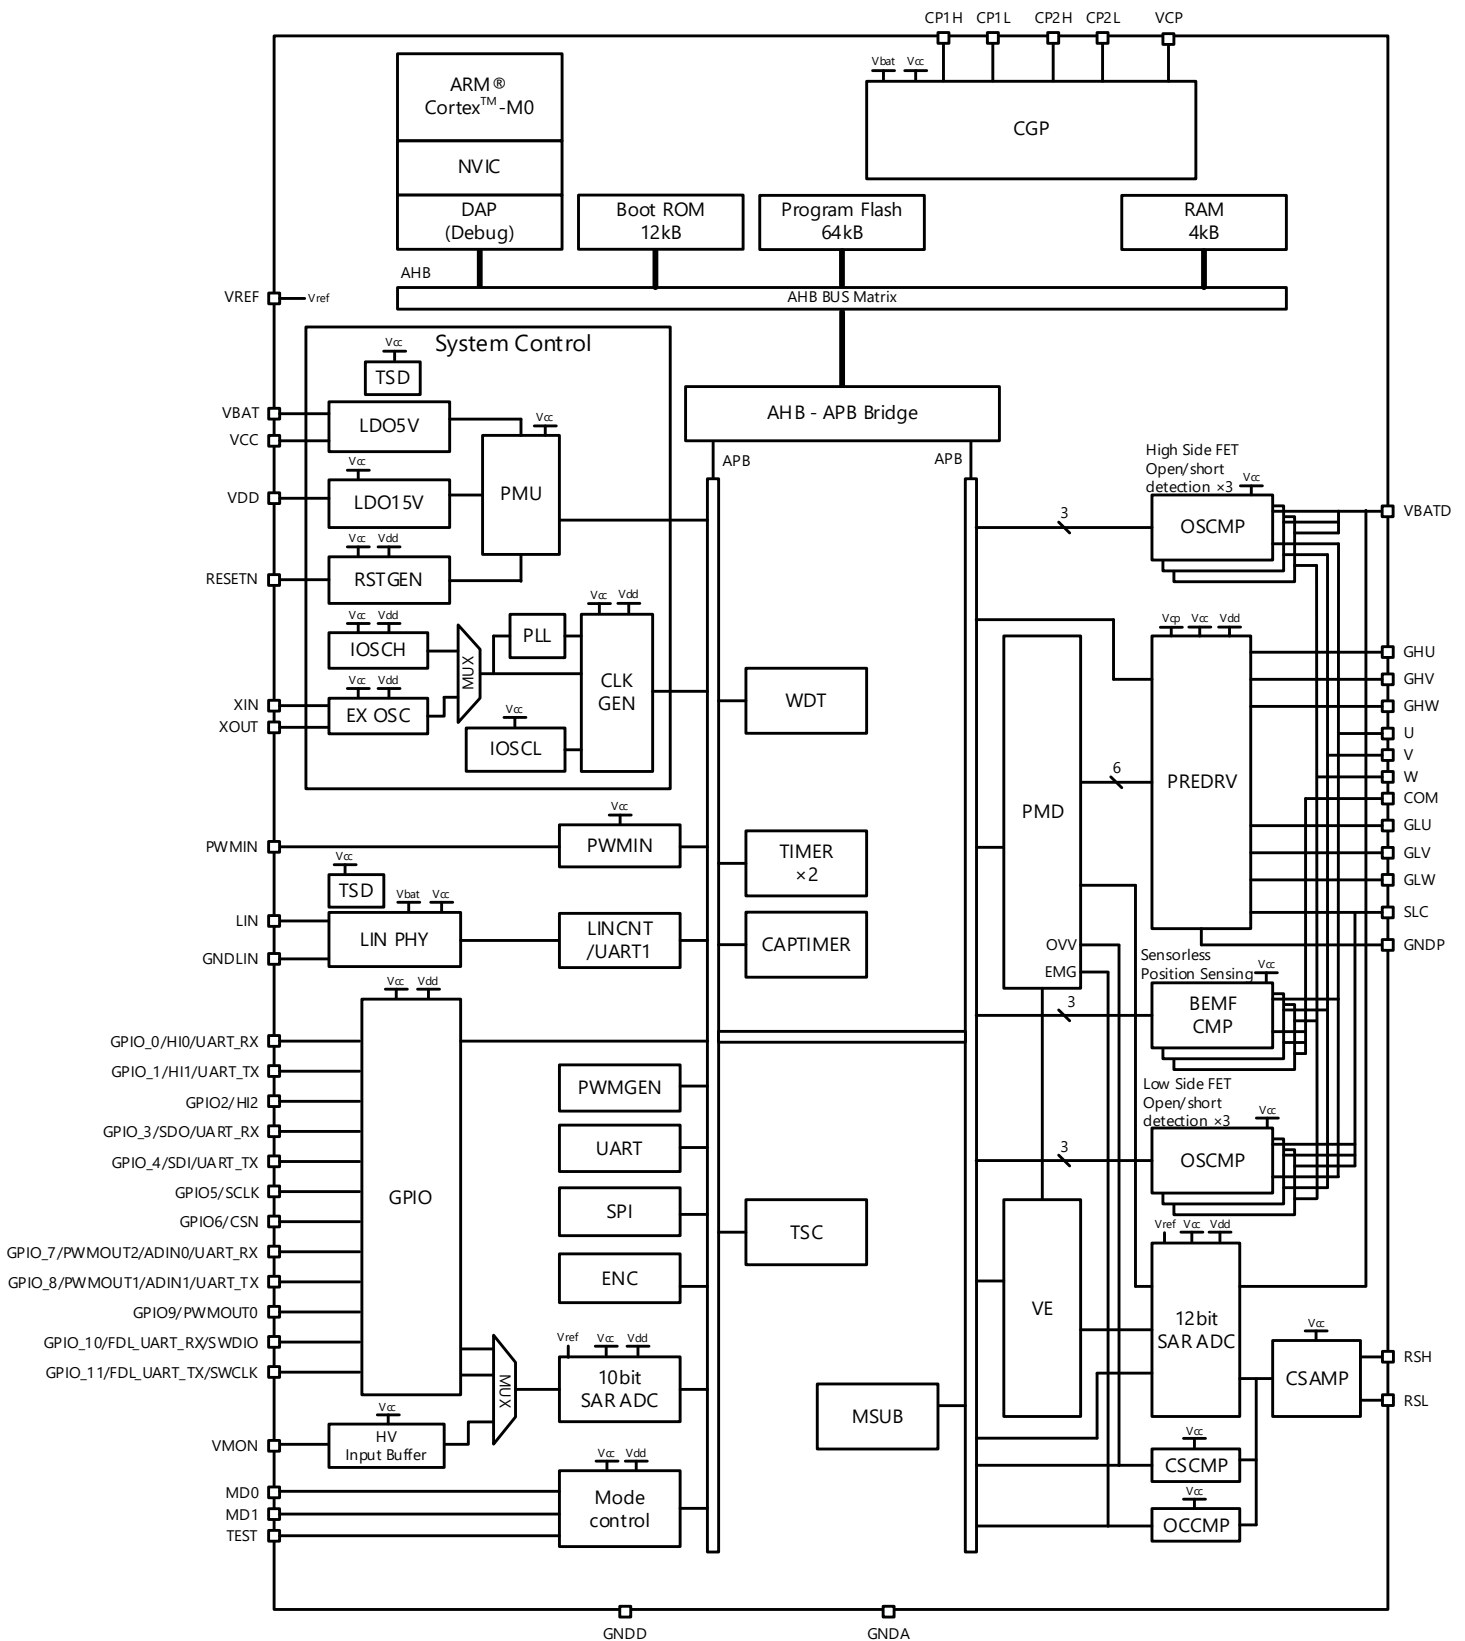 CP1H CP1L CP2H CP2L VCP
Vbat Vcc
CGP
ARM®
Cortex™-M0
NVIC
DAP
(Debug)
Boot ROM
12kB
Program Flash
64kB
RAM
4kB
AHB
AHB BUS Matrix
VREF
Vref
System Control
Vcc
TSD
VBAT
VCC
LDO5V
Vcc
VDD
LDO15V
Vcc
PMU
RESETN
Vcc Vdd
RSTGEN
Vcc Vdd
IOSCH
Vcc Vdd
EX OSC
XIN
XOUT
MUX
PLL
Vcc
IOSCL
Vcc Vdd
CLK
GEN
AHB - APB Bridge
APB
APB
PWMIN
Vcc
PWMIN
Vcc
TSD
LIN
GNDLIN
Vbat Vcc
LIN PHY
LINCNT
/UART1
Vcc Vdd
GPIO
GPIO_0/HI0/UART_RX
GPIO_1/HI1/UART_TX
GPIO2/HI2
GPIO_3/SDO/UART_RX
GPIO_4/SDI/UART_TX
GPIO5/SCLK
GPIO6/CSN
GPIO_7/PWMOUT2/ADIN0/UART_RX
GPIO_8/PWMOUT1/ADIN1/UART_TX
GPIO9/PWMOUT0
GPIO_10/FDL_UART_RX/SWDIO
GPIO_11/FDL_UART_TX/SWCLK
PWMGEN
UART
SPI
ENC
MUX
Vref Vcc Vdd
10bit
SAR ADC
VMON
Vcc
HV
Input Buffer
MD0
MD1
TEST
Vcc Vdd
Mode
control
WDT
TIMER
×2
CAPTIMER
TSC
MSUB
High Side FET
Open/short
detection ×3
Vcc
3
OSCMP
VBATD
PMD
OVV
EMG
6
Vcp Vcc Vdd
PREDRV
GHU
GHV
GHW
U
V
W
COM
GLU
GLV
GLW
SLC
GNDP
Sensorless
Position Sensing
Vcc
3
BEMF
CMP
Low Side FET
Open/short
detection ×3
Vcc
3
OSCMP
VE
Vref Vcc Vdd
12bit
SAR ADC
Vcc
CSAMP
RSH
RSL
Vcc
CSCMP
Vcc
OCCMP
GNDD
GNDA